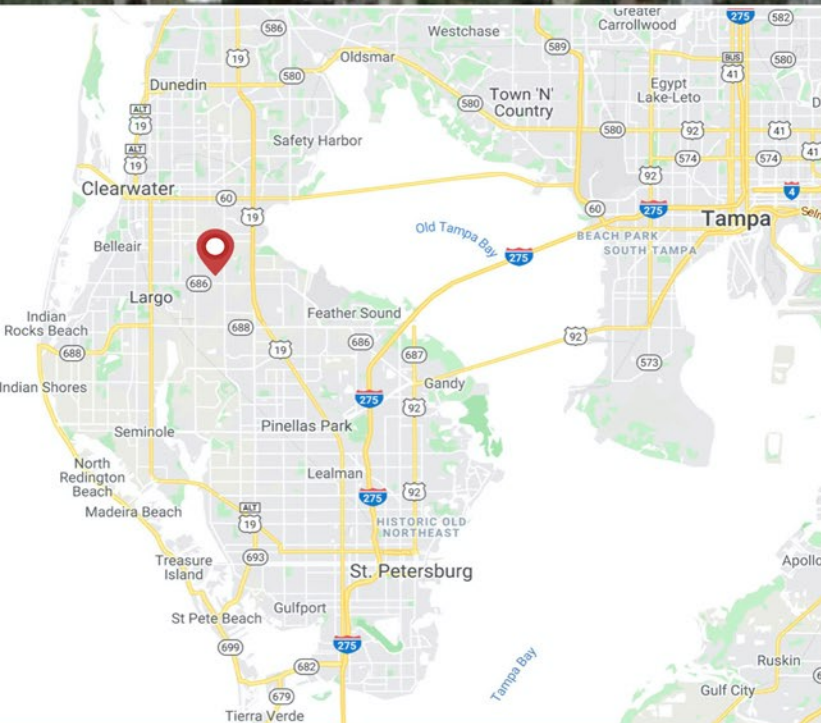 Greater
Carrollwood
275
582
586
Westchase
589
19
Oldsmar
BUS
41
580
Dunedin
580
Egypt
Lake-Leto
Town 'N'
Country
580
ALT
19
580
92
41
Safety Harbor
ALT
19
574
574
41
92
Clearwater
60
4
60
275
19
Tampa
Old Tampa Bay
BEACH PARK
Belleair
SOUTH TAMPA
275
686
Largo
Indian
Rocks Beach
Feather Sound
688
92
686
687
19
688
573
Indian Shores
Gandy
275
92
Seminole
Pinellas Park
North
Redington
Beach
Lealman
92
275
Madeira Beach
ALT
19
HISTORIC OLD
NORTHEAST
693
Treasure
Island
Apollo
St. Petersburg
Gulfport
St Pete Beach
275
699
682
Tampa Bay
Ruskin
679
Gulf City
Tierra Verde